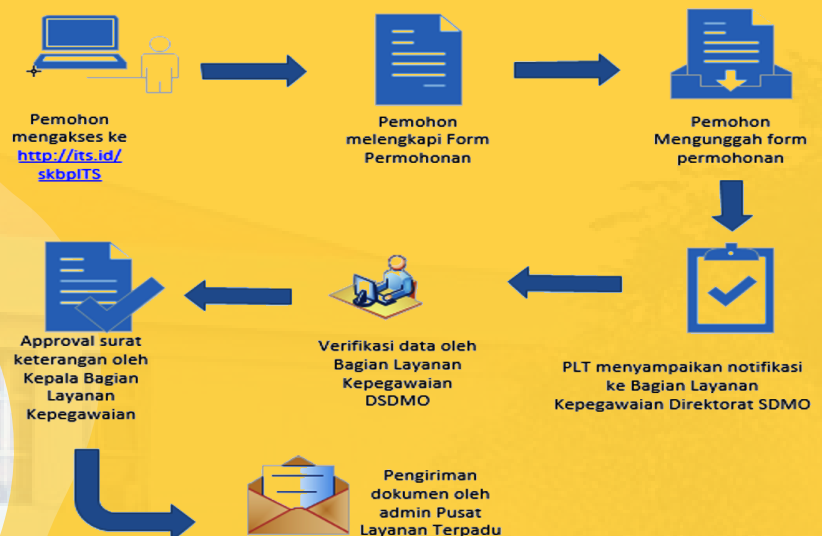 Pemohon
mengakses ke
http://its.id/
skbpITS
Pemohon
melengkapi Form
Permohonan
Pemohon
Mengunggah form
permohonan
PLT menyampaikan notifikasi
ke Bagian Layanan
Kepegawaian Direktorat SDMO
Verifikasi data oleh
Bagian Layanan
Kepegawaian
DSDMO
Approval surat
keterangan oleh
Kepala Bagian
Layanan
Kepegawaian
Pengiriman
dokumen oleh
admin Pusat
Layanan Terpadu